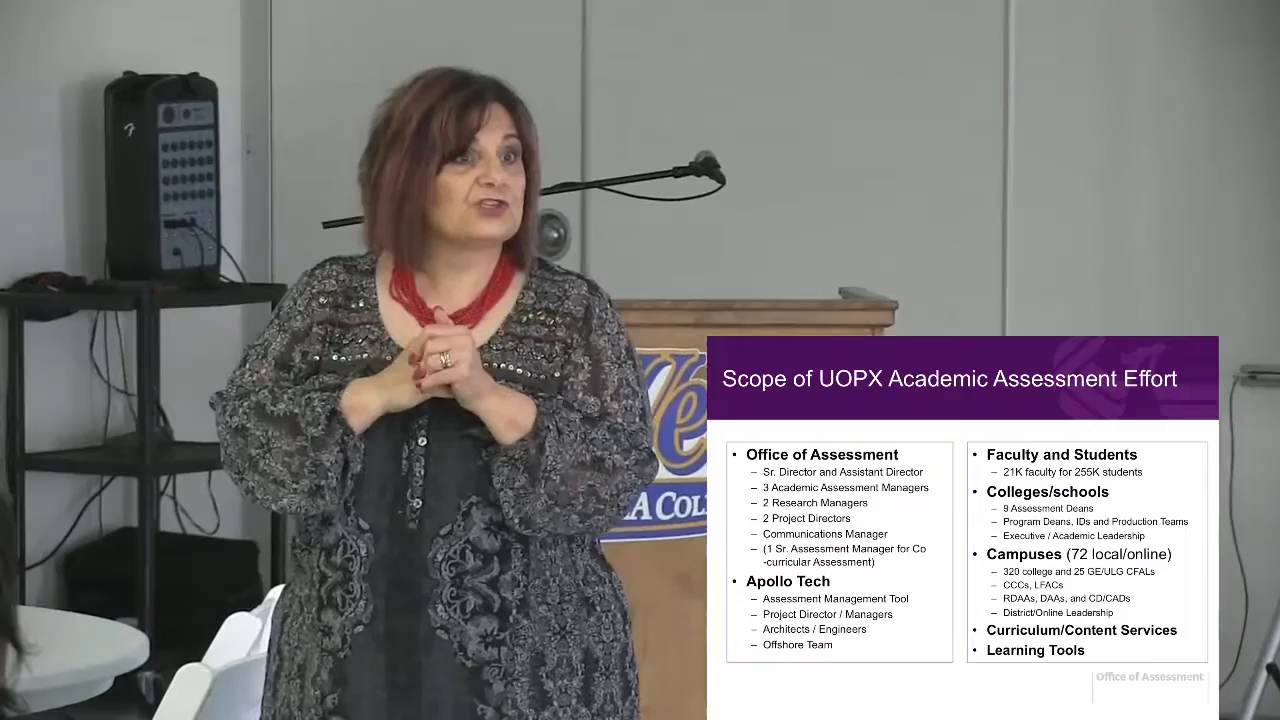 Scope of UOPX Academic Assessment Effort
• Office of Assessment
– Sr. Director and Assistant Director
– 3 Academic Assessment Managers
– 2 Research Managers
– 2 Project Directors
– Communications Manager
– (1 Sr. Assessment Manager for Co
-curricular Assessment)
• Apollo Tech
– Assessment Management Tool
– Project Director / Managers
– Architects / Engineers
– Offshore Team
• Faculty and Students
– 21K faculty for 255K students
• Colleges/schools
– 9 Assessment Deans
– Program Deans, IDs and Production Teams
– Executive / Academic Leadership
• Campuses (72 local/online)
– 320 college and 25 GE/ULG CFALs
– CCCs, LFACs
– RDAAs, DAAs, and CD/CADs
– District/Online Leadership
• Curriculum/Content Services
• Learning Tools
Office of Assessment